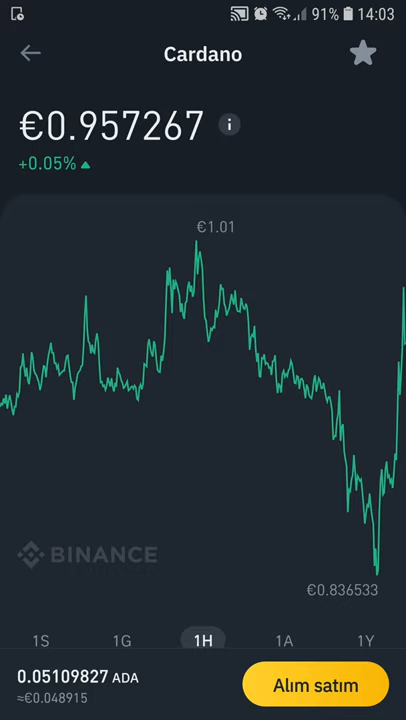 91% 14:03
Cardano
€0.957267 i
+0.05%
€1.01
BINANCE
€0.836533
1S 1G 1H 1A 1Y
0.05109827 ADA
≈€0.048915
Alım satım